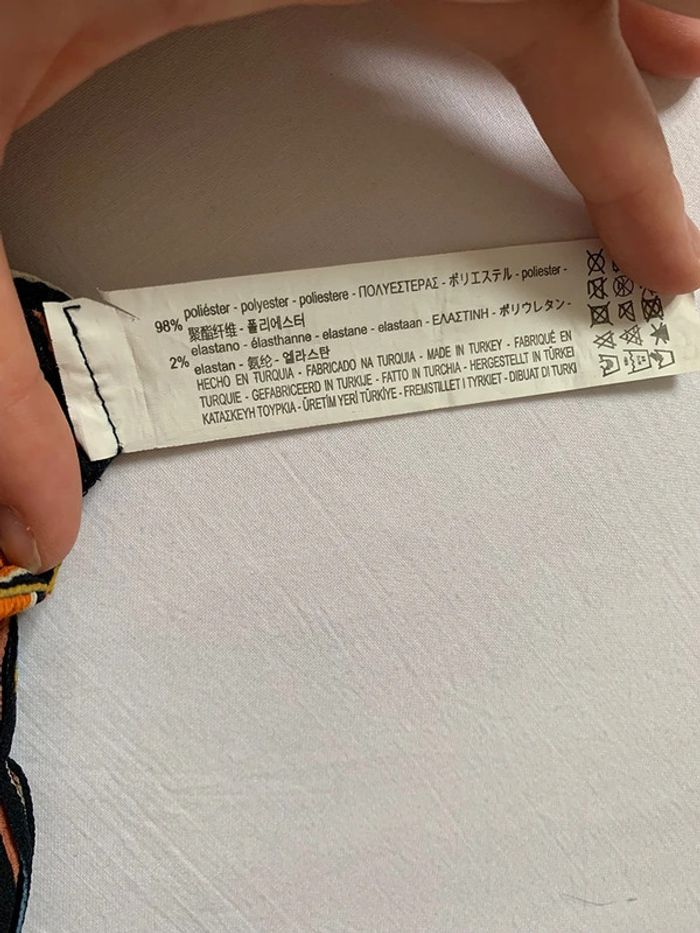 98% poliéster - polyester - poliestere - ΠΟΛΥΕΣΤΕΡΑΣ - ポリエステル - poliester -
聚酯纤维 - 폴리에스터
2% elastano - élasthanne - elastane - elastaan - ΕΛΑΣΤΙΝΗ - ポリウレタン -
elastan - 氨纶 - 엘라스탄
HECHO EN TURQUIA - FABRICADO NA TURQUIA - MADE IN TURKEY - FABRIQUÉ EN
TURQUIE - GEFABRICEERD IN TURKIJE - FATTO IN TURCHIA - HERGESTELLT IN TÜRKEI
ΚΑΤΑΣΚΕΥΗ ΤΟΥΡΚΙΑ - ÜRETİM YERİ TÜRKİYE - FREMSTILLET I TYRKIET - DIBUAT DI TURKI